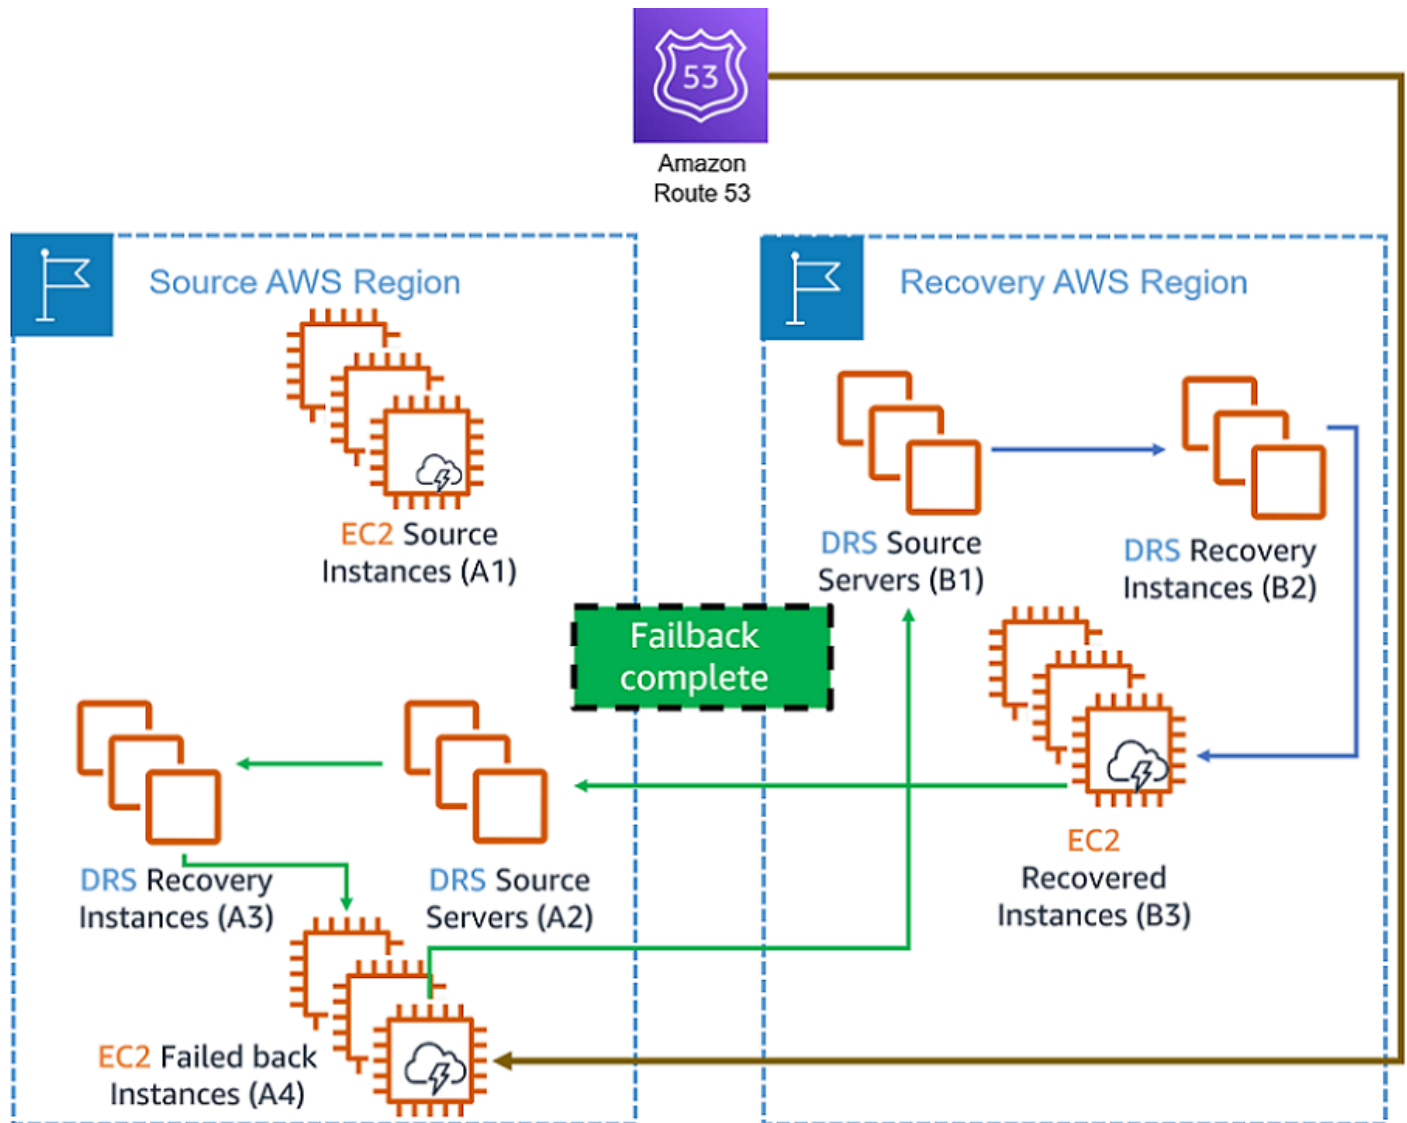 53
Amazon
Route 53
Source AWS Region
Recovery AWS Region
EC2 Source
Instances (A1)
DRS Source
Servers (B1)
DRS Recovery
Instances (B2)
Failback
complete
EC2
Recovered
Instances (B3)
DRS Recovery
Instances (A3)
DRS Source
Servers (A2)
EC2 Failed back
Instances (A4)